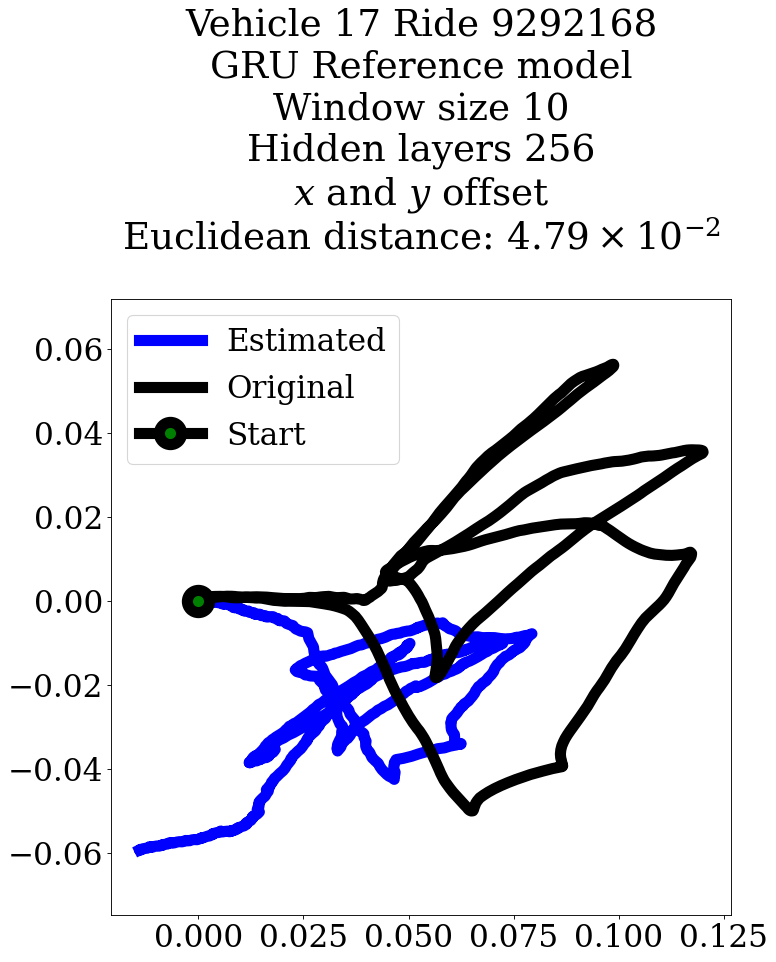 Vehicle 17 Ride 9292168
GRU Reference model
Window size 10
Hidden layers 256
x and y offset
Euclidean distance: 4.79 × 10⁻²
Estimated
Original
Start
0.06
0.04
0.02
0.00
−0.02
−0.04
−0.06
0.000 0.025 0.050 0.075 0.100 0.125